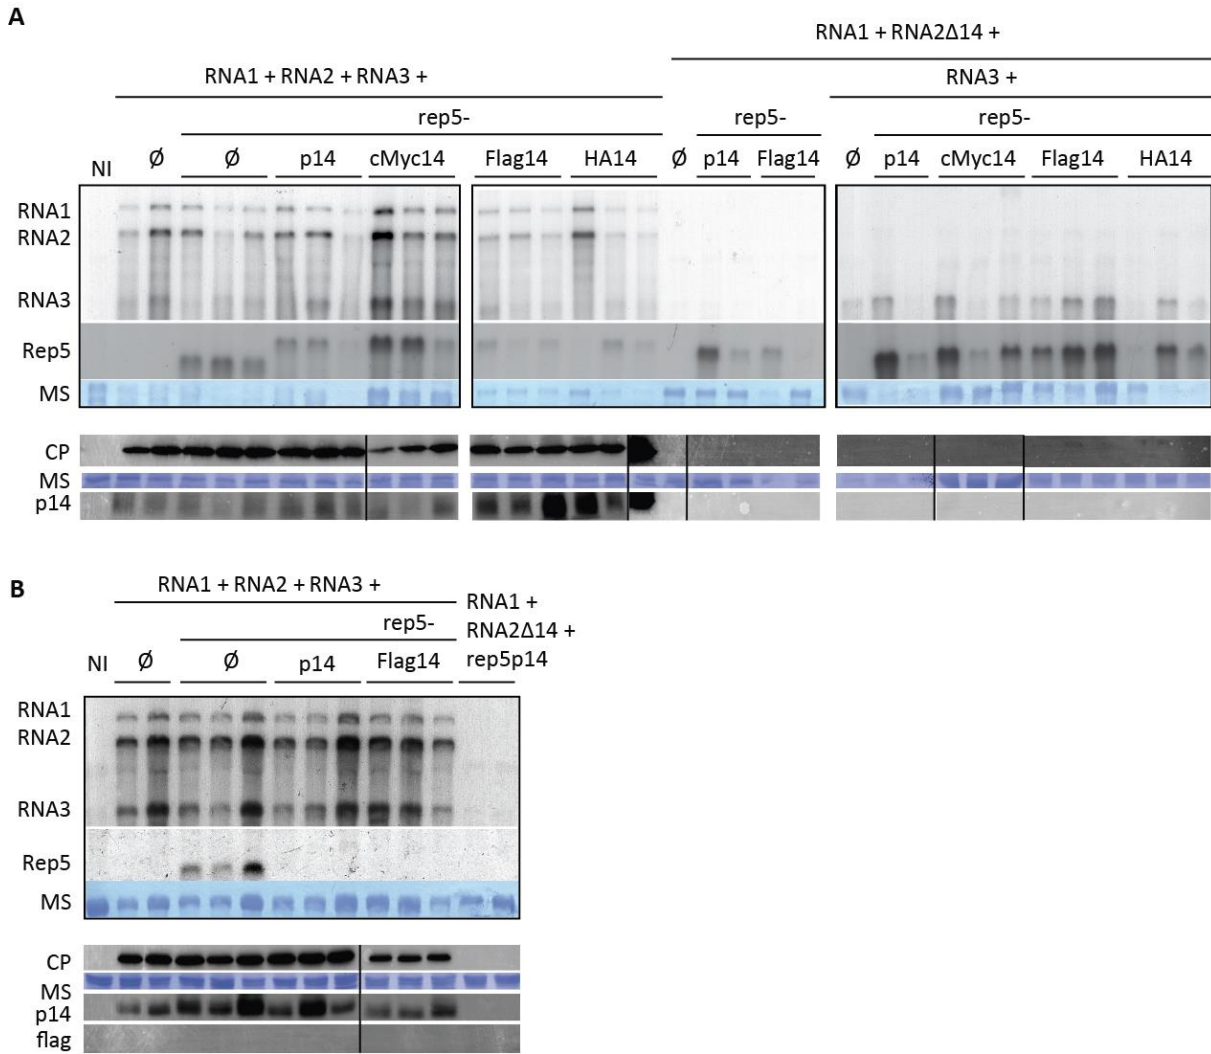 A
RNA1 + RNA2Δ14 +
RNA1 + RNA2 + RNA3 +
RNA3 +
rep5-
rep5-
rep5-
NI Ø Ø p14 cMyc14 Flag14 HA14 Ø p14 Flag14 Ø p14 cMyc14 Flag14 HA14
RNA1
RNA2
RNA3
Rep5
MS
CP
MS
p14
B
RNA1 + RNA2 + RNA3 +
RNA1 +
rep5-
RNA2Δ14 +
NI Ø Ø p14 Flag14 rep5p14
RNA1
RNA2
RNA3
Rep5
MS
CP
MS
p14
flag